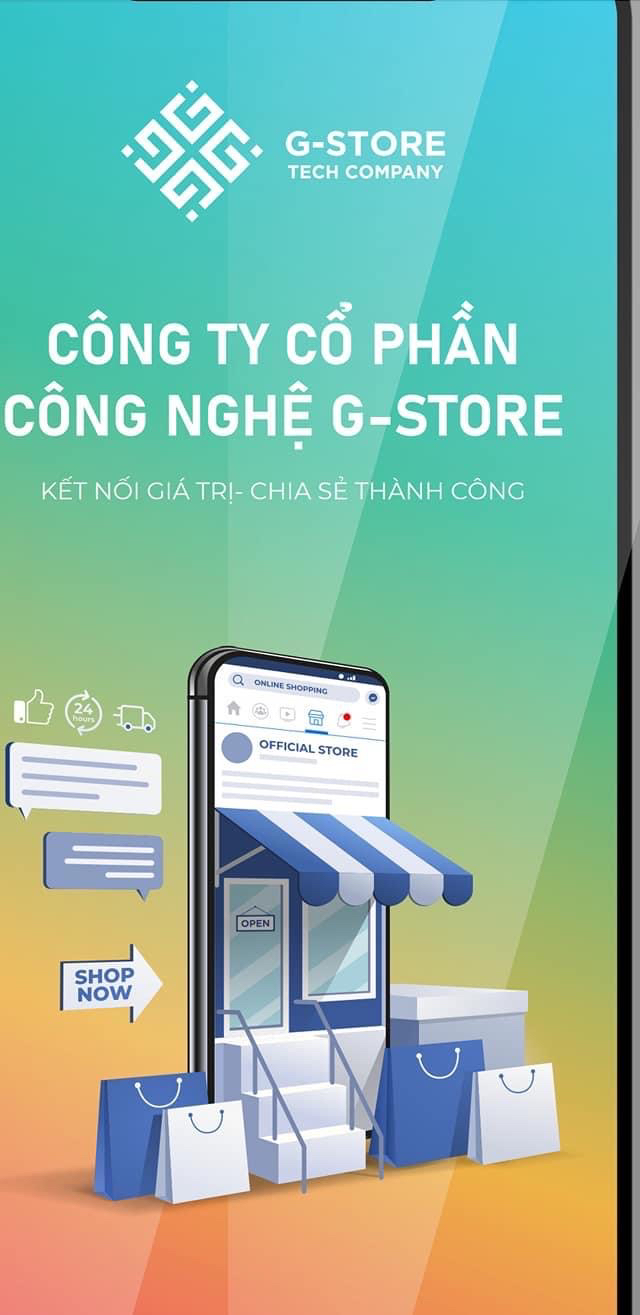 G-STORE
TECH COMPANY
CÔNG TY CỔ PHẦN
CÔNG NGHỆ G-STORE
KẾT NỐI GIÁ TRỊ- CHIA SẺ THÀNH CÔNG
ONLINE SHOPPING
24
hours
OFFICIAL STORE
OPEN
SHOP
NOW